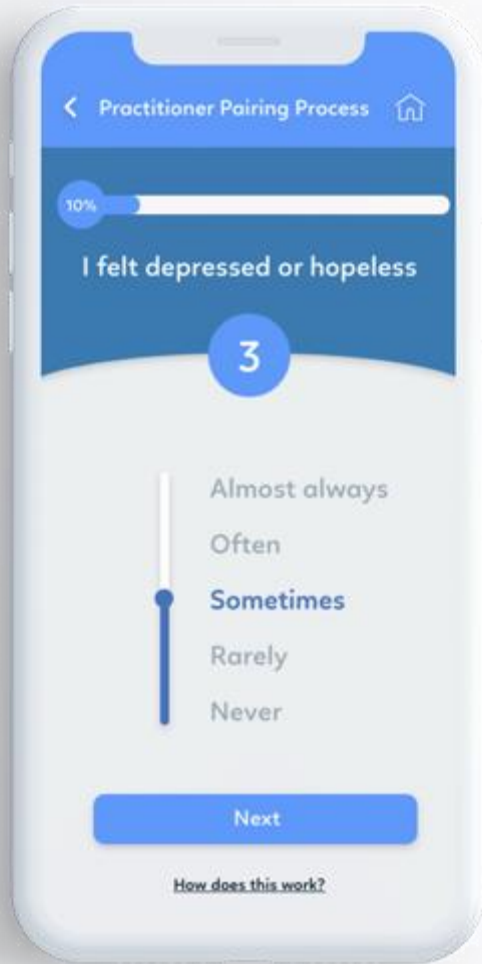 Practitioner Pairing Process
10%
I felt depressed or hopeless
3
Almost always
Often
Sometimes
Rarely
Never
Next
How does this work?